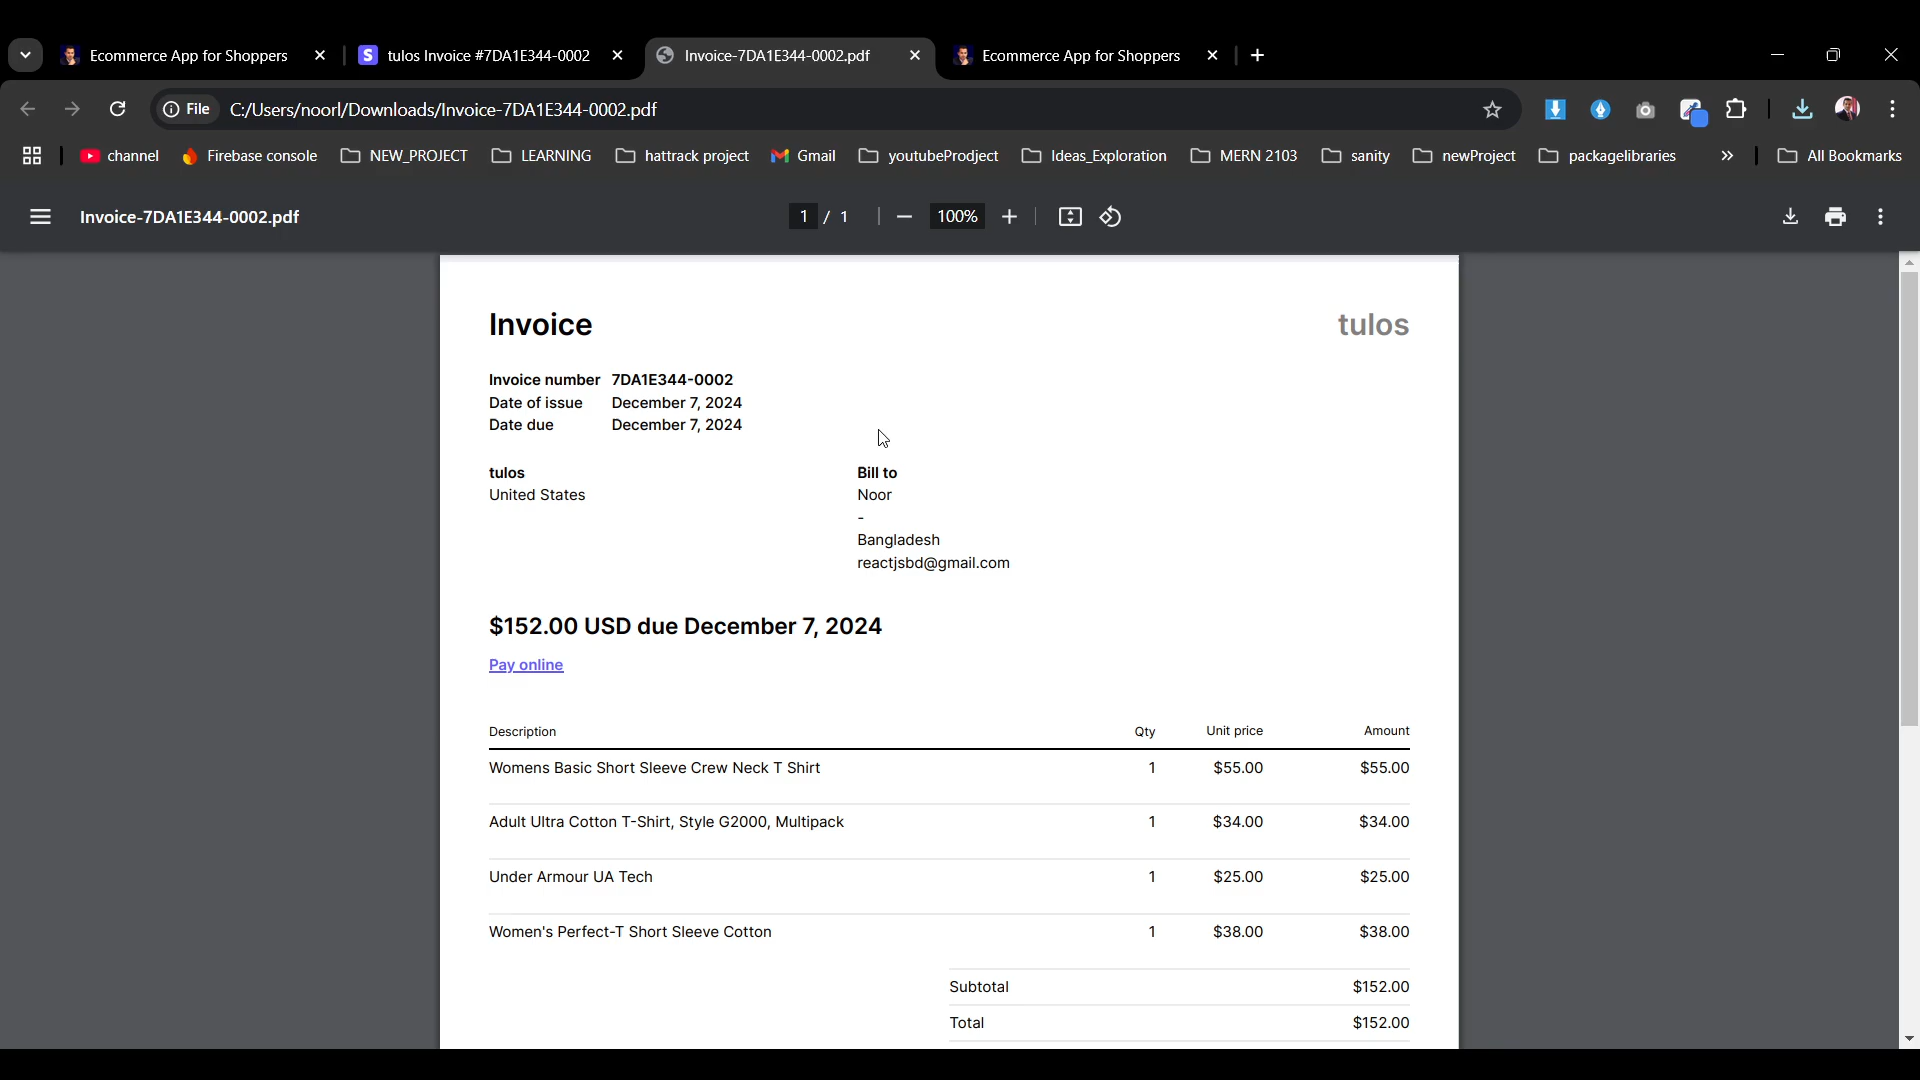 Ecommerce App for Shoppers
tulos Invoice #7DA1E344-0002
Invoice-7DA1E344-0002.pdf
Ecommerce App for Shoppers
File
C:/Users/noorl/Downloads/Invoice-7DA1E344-0002.pdf
channel
Firebase console
NEW_PROJECT
LEARNING
hattrack project
Gmail
youtubeProdject
Ideas_Exploration
MERN 2103
sanity
newProject
packagelibraries
All Bookmarks
Invoice-7DA1E344-0002.pdf
1 / 1
100%
Invoice
tulos
Invoice number 7DA1E344-0002
Date of issue December 7, 2024
Date due December 7, 2024
tulos
United States
Bill to
Noor
-
Bangladesh
reactjsbd@gmail.com
$152.00 USD due December 7, 2024
Pay online
Description Qty Unit price Amount
Womens Basic Short Sleeve Crew Neck T Shirt 1 $55.00 $55.00
Adult Ultra Cotton T-Shirt, Style G2000, Multipack 1 $34.00 $34.00
Under Armour UA Tech 1 $25.00 $25.00
Women's Perfect-T Short Sleeve Cotton 1 $38.00 $38.00
Subtotal $152.00
Total $152.00